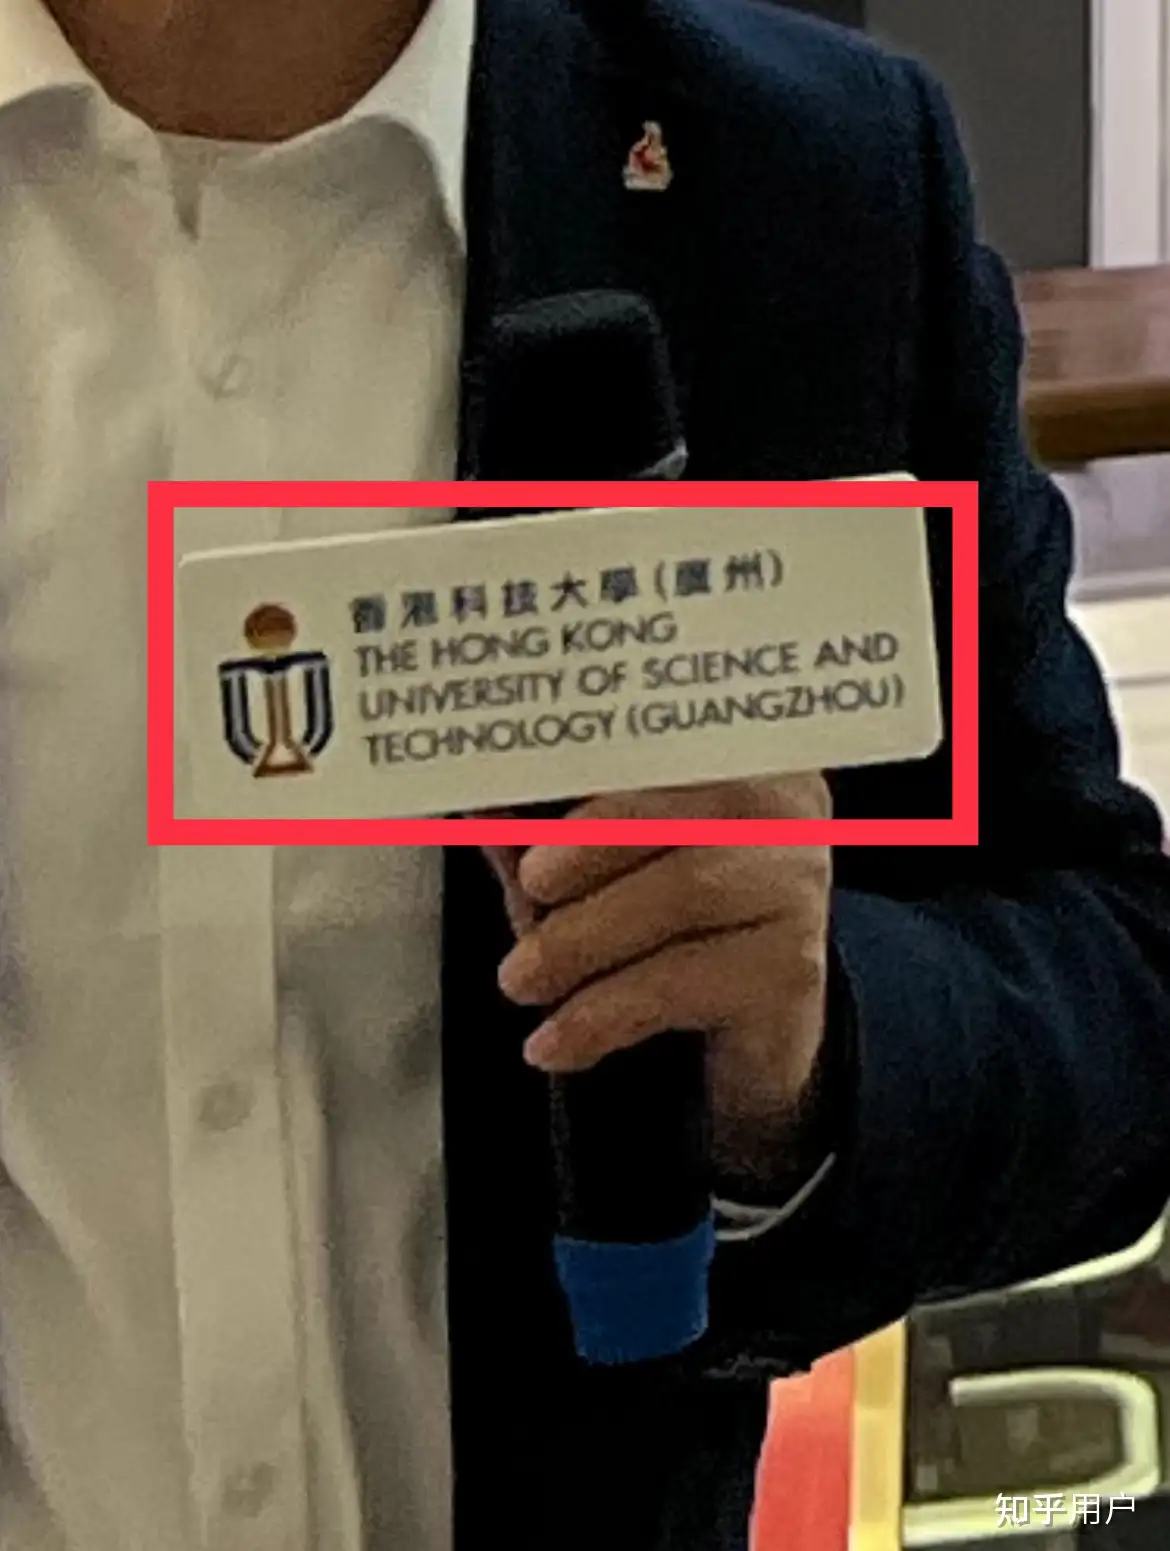 香港科技大學(廣州)
THE HONG KONG
UNIVERSITY OF SCIENCE AND
TECHNOLOGY (GUANGZHOU)
知乎用户